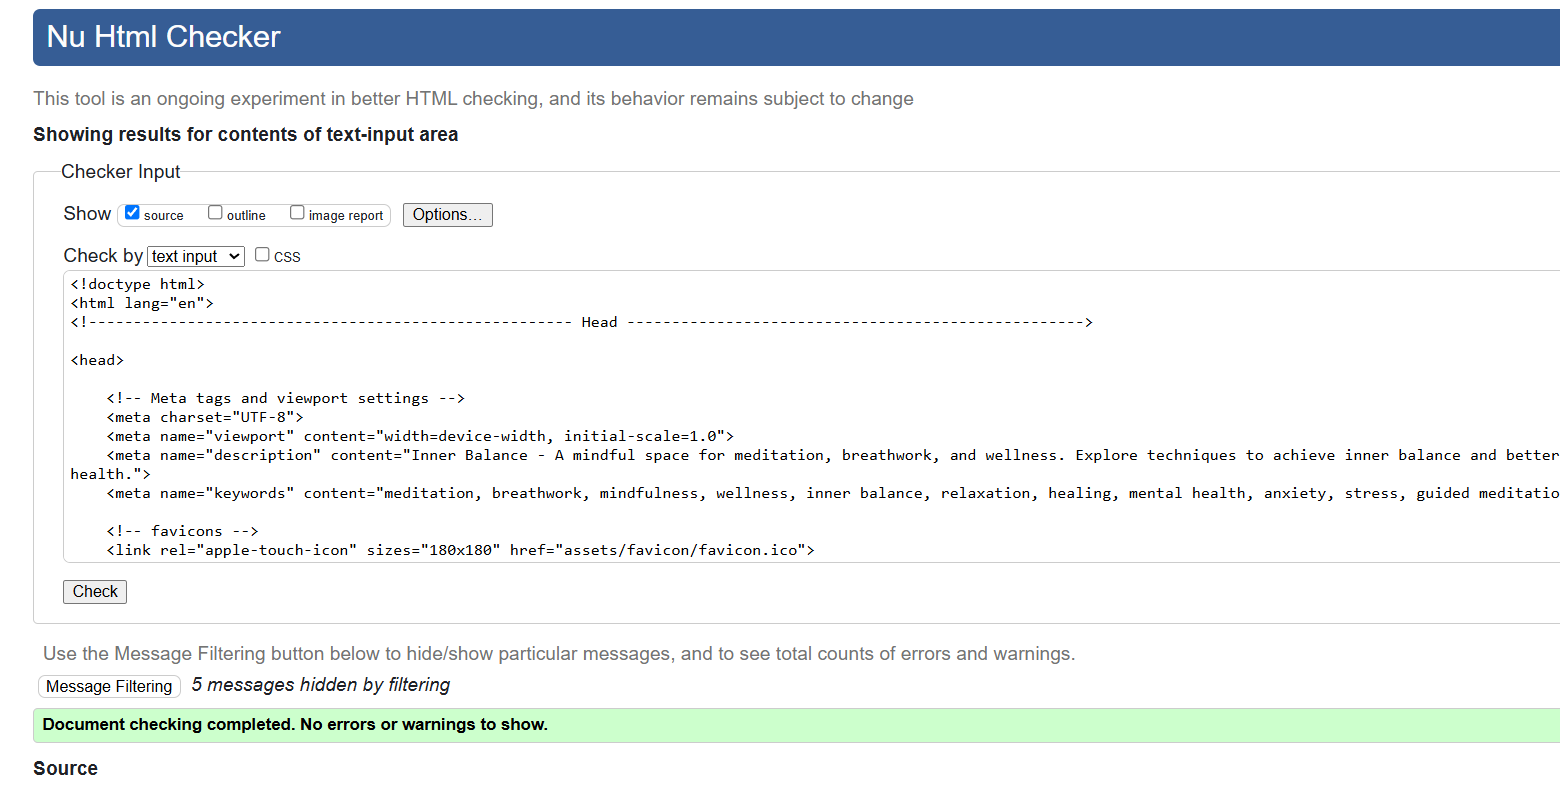 Nu Html Checker
This tool is an ongoing experiment in better HTML checking, and its behavior remains subject to change
Showing results for contents of text-input area
Checker Input
Show source outline image report Options...
Check by text input CSS
<!doctype html>
<html lang="en">
<!------------------------------------------------------ Head --------------------------------------------------->
<head>
<!-- Meta tags and viewport settings -->
<meta charset="UTF-8">
<meta name="viewport" content="width=device-width, initial-scale=1.0">
<meta name="description" content="Inner Balance - A mindful space for meditation, breathwork, and wellness. Explore techniques to achieve inner balance and better
health.">
<meta name="keywords" content="meditation, breathwork, mindfulness, wellness, inner balance, relaxation, healing, mental health, anxiety, stress, guided meditatio
<!-- favicons -->
<link rel="apple-touch-icon" sizes="180x180" href="assets/favicon/favicon.ico">
Check
Use the Message Filtering button below to hide/show particular messages, and to see total counts of errors and warnings.
Message Filtering 5 messages hidden by filtering
Document checking completed. No errors or warnings to show.
Source